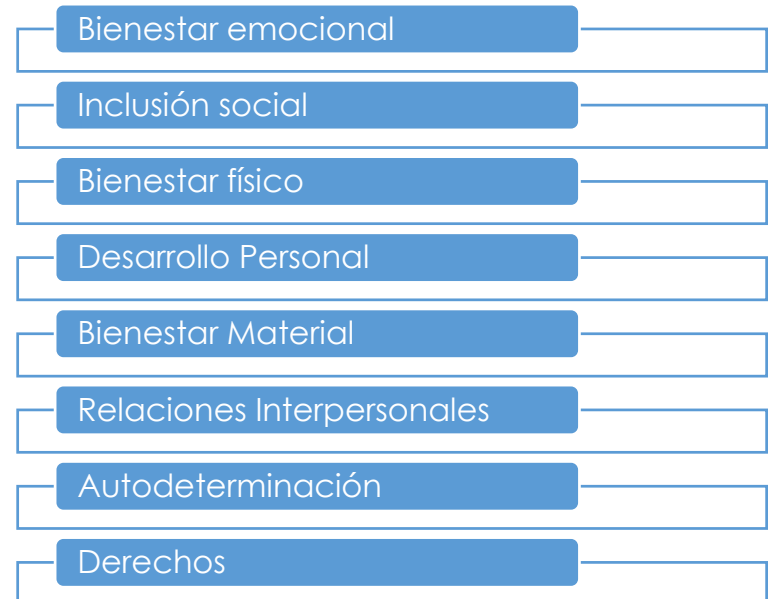 Bienestar emocional
Inclusión social
Bienestar físico
Desarrollo Personal
Bienestar Material
Relaciones Interpersonales
Autodeterminación
Derechos